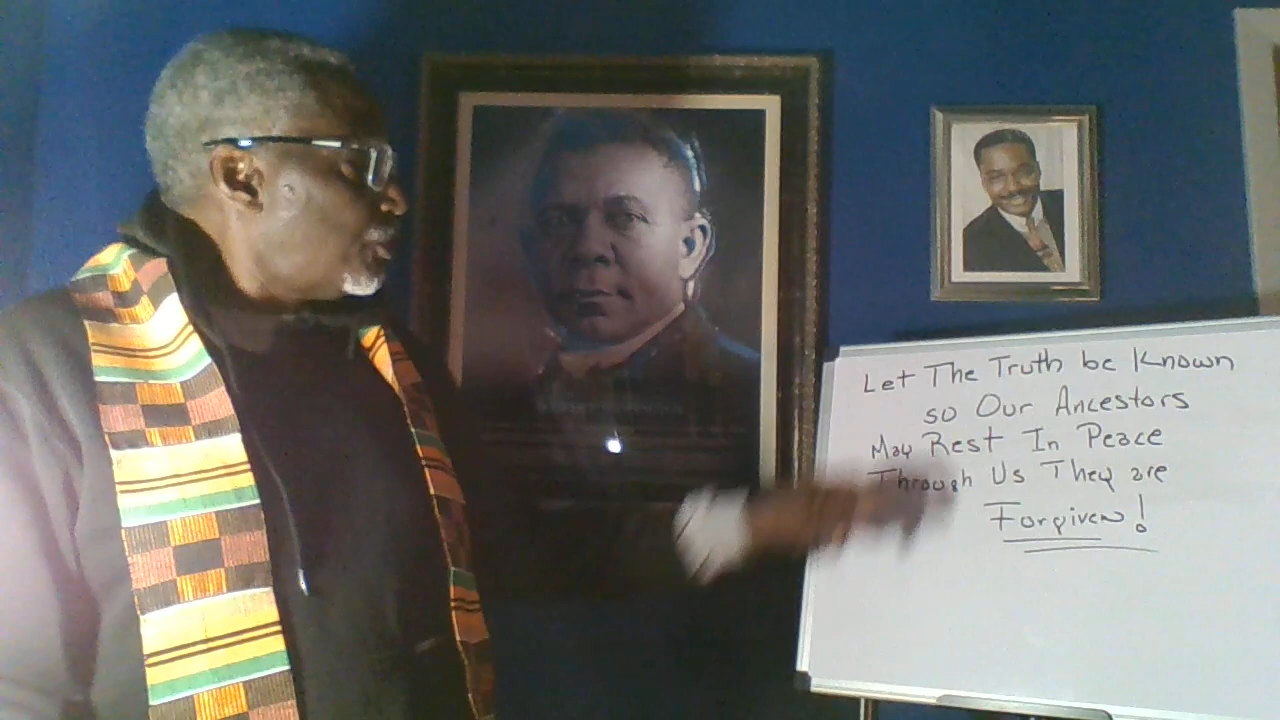 Let The Truth be Known
so Our Ancestors
May Rest In Peace
Through Us They are
Forgiven!